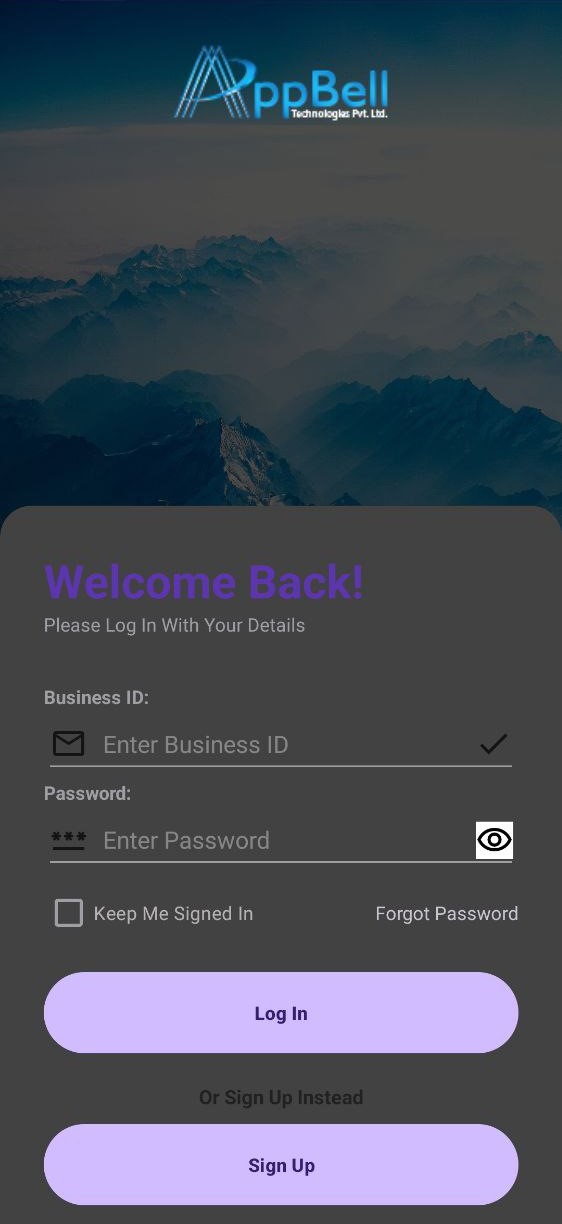 AppBell
Technologies Pvt. Ltd.
Welcome Back!
Please Log In With Your Details
Business ID:
Enter Business ID
Password:
*** Enter Password
Keep Me Signed In Forgot Password
Log In
Or Sign Up Instead
Sign Up